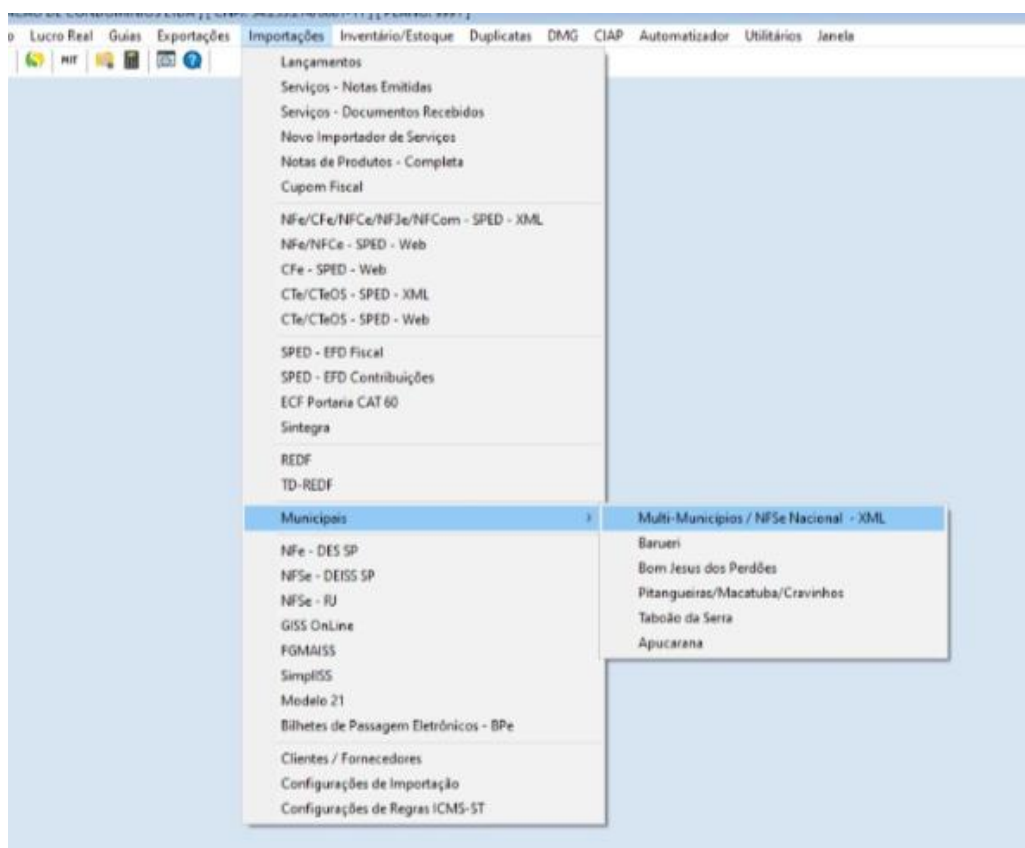 Lucro Real Guias Exportações Importações Inventário/Estoque Duplicatas DMG CIAP Automatizador Utilitários Janela
MIT
Lançamentos
Serviços - Notas Emitidas
Serviços - Documentos Recebidos
Novo Importador de Serviços
Notas de Produtos - Completa
Cupom Fiscal
NFe/CFe/NFCe/NF3e/NFCom - SPED - XML
NFe/NFCe - SPED - Web
CFe - SPED - Web
CTe/CTeOS - SPED - XML
CTe/CTeOS - SPED - Web
SPED - EFD Fiscal
SPED - EFD Contribuições
ECF Portaria CAT 60
Sintegra
REDF
TD-REDF
Municipais
Multi-Municípios / NFSe Nacional - XML
Barueri
Bom Jesus dos Perdões
Pitangueiras/Macatuba/Cravinhos
Taboão da Serra
Apucarana
NFe - DES SP
NFSe - DEISS SP
NFSe - RJ
GISS OnLine
FGMAISS
SimplISS
Modelo 21
Bilhetes de Passagem Eletrônicos - BPe
Clientes / Fornecedores
Configurações de Importação
Configurações de Regras ICMS-ST